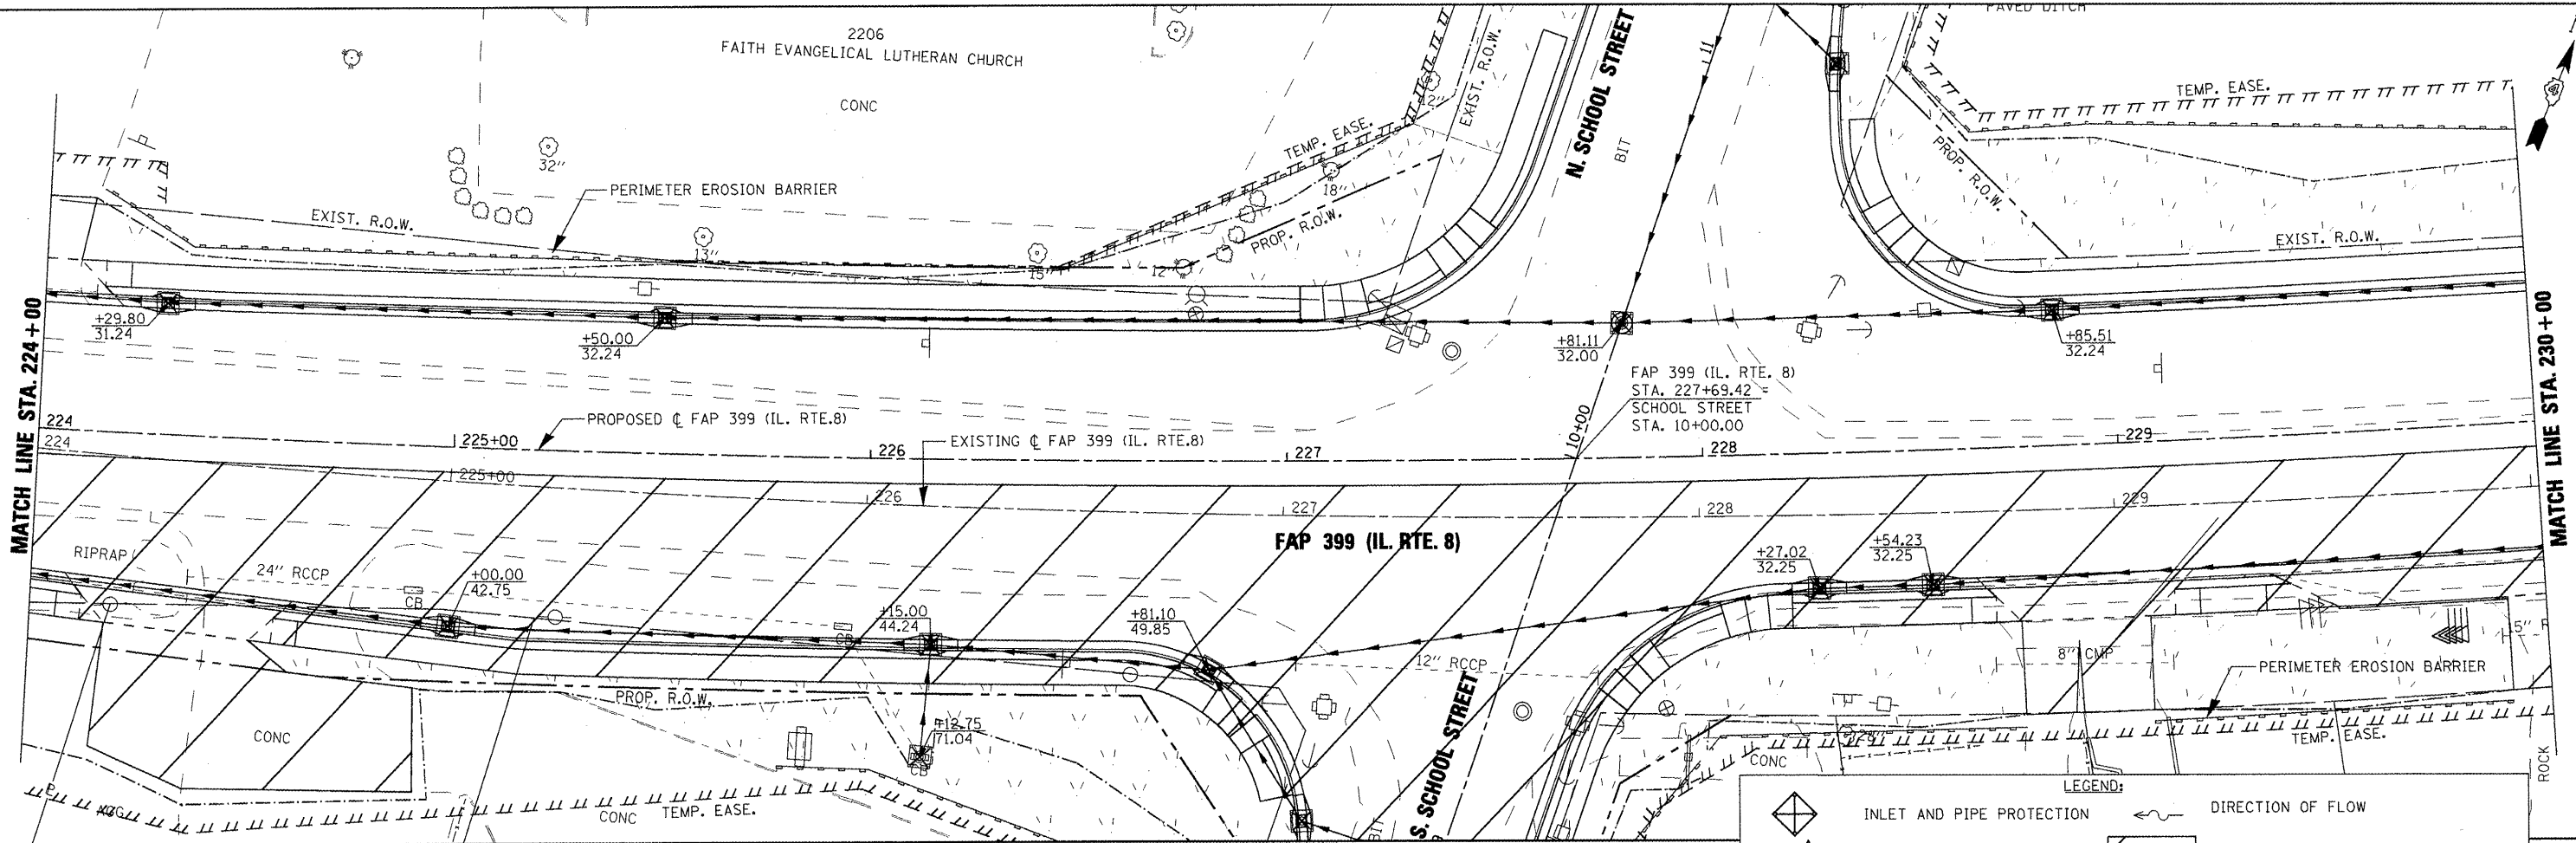 2206
FAITH EVANGELICAL LUTHERAN CHURCH
CONC
PAVED DITCH
N. SCHOOL STREET
BIT
11
EXIST. R.O.W.
12"
TEMP. EASE.
18"
PROP. R.O.W.
32"
PERIMETER EROSION BARRIER
EXIST. R.O.W.
13"
15"
12"
TEMP. EASE.
PROP. R.O.W.
EXIST. R.O.W.
MATCH LINE STA. 224+00
+29.80
31.24
+50.00
32.24
+81.11
32.00
+85.51
32.24
MATCH LINE STA. 230+00
FAP 399 (IL. RTE. 8)
STA. 227+69.42 =
SCHOOL STREET
STA. 10+00.00
10+00
PROPOSED ℄ FAP 399 (IL. RTE.8)
EXISTING ℄ FAP 399 (IL. RTE.8)
224
225+00
226
227
228
229
224
225+00
226
227
228
229
FAP 399 (IL. RTE. 8)
RIPRAP
24" RCCP
CB
+00.00
42.75
CB
+15.00
44.24
+81.10
49.85
+27.02
32.25
+54.23
32.25
12" RCCP
8" CMP
15" R
PERIMETER EROSION BARRIER
PROP. R.O.W.
CONC
+12.75
71.04
CB
S. SCHOOL STREET
BIT
CONC
TEMP. EASE.
ROCK
CONC
TEMP. EASE.
LEGEND:
INLET AND PIPE PROTECTION
DIRECTION OF FLOW